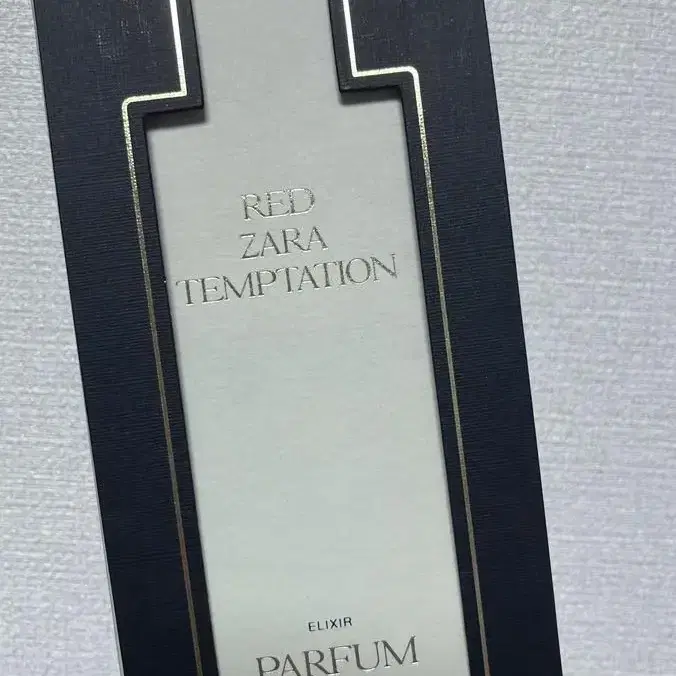 RED
ZARA
TEMPTATION
ELIXIR
PARFUM